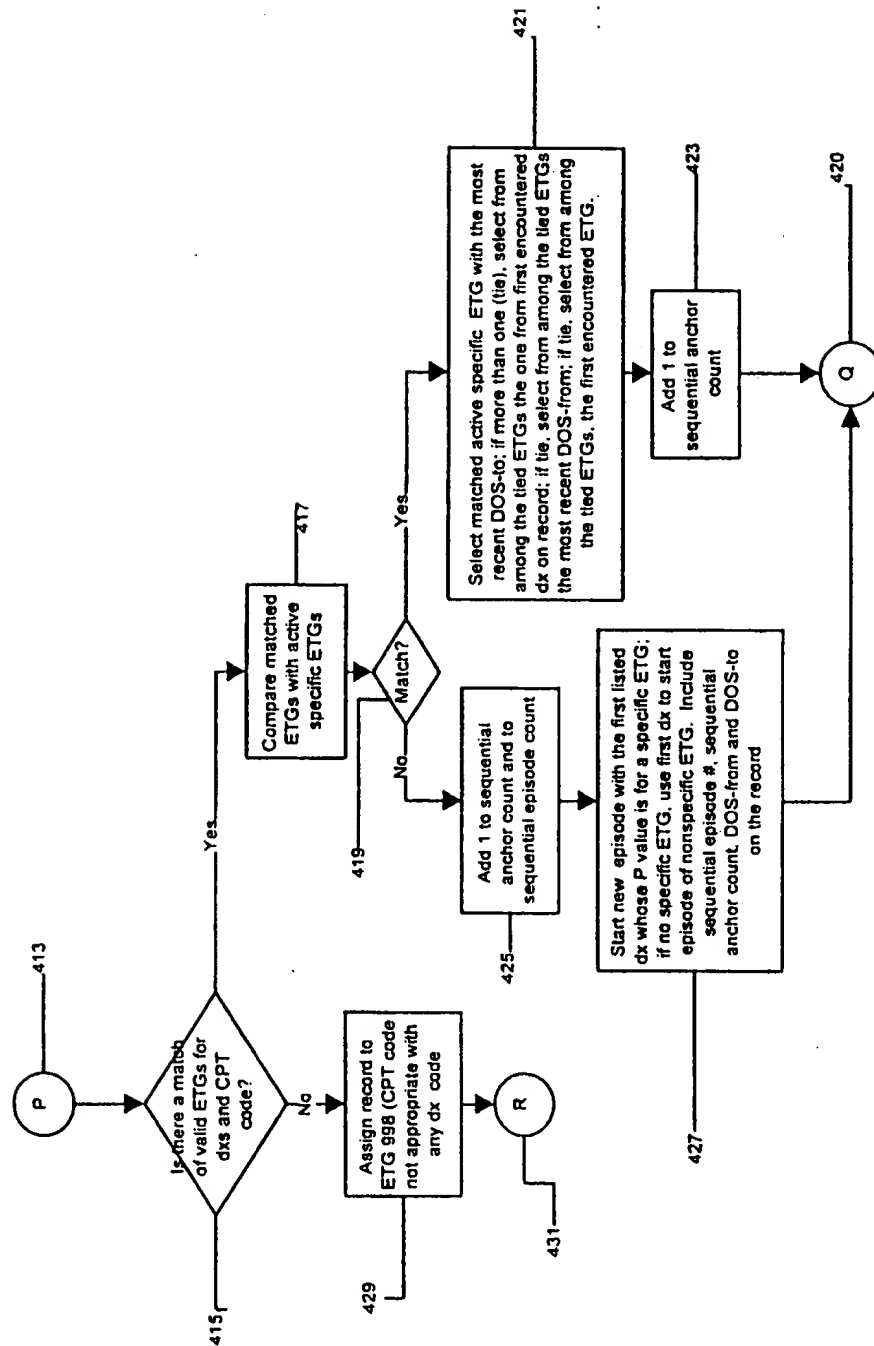 P
413
Is there a match
of valid ETGs for
dxs and CPT
code?
415
Yes
No
Compare matched
ETGs with active
specific ETGs
417
Match?
419
Yes
No
Select matched active specific ETG with the most
recent DOS-to; if more than one (tie), select from
among the tied ETGs the one from first encountered
dx on record; if tie, select from among the tied ETGs
the most recent DOS-from; if tie, select from among
the tied ETGs, the first encountered ETG.
421
Add 1 to
sequential anchor
count
423
Add 1 to sequential
anchor count and to
sequential episode count
425
Start new episode with the first listed
dx whose P value is for a specific ETG;
if no specific ETG, use first dx to start
episode of nonspecific ETG. Include
sequential episode #, sequential
anchor count, DOS-from and DOS-to
on the record
427
Q
420
Assign record to
ETG 998 (CPT code
not appropriate with
any dx code
429
R
431